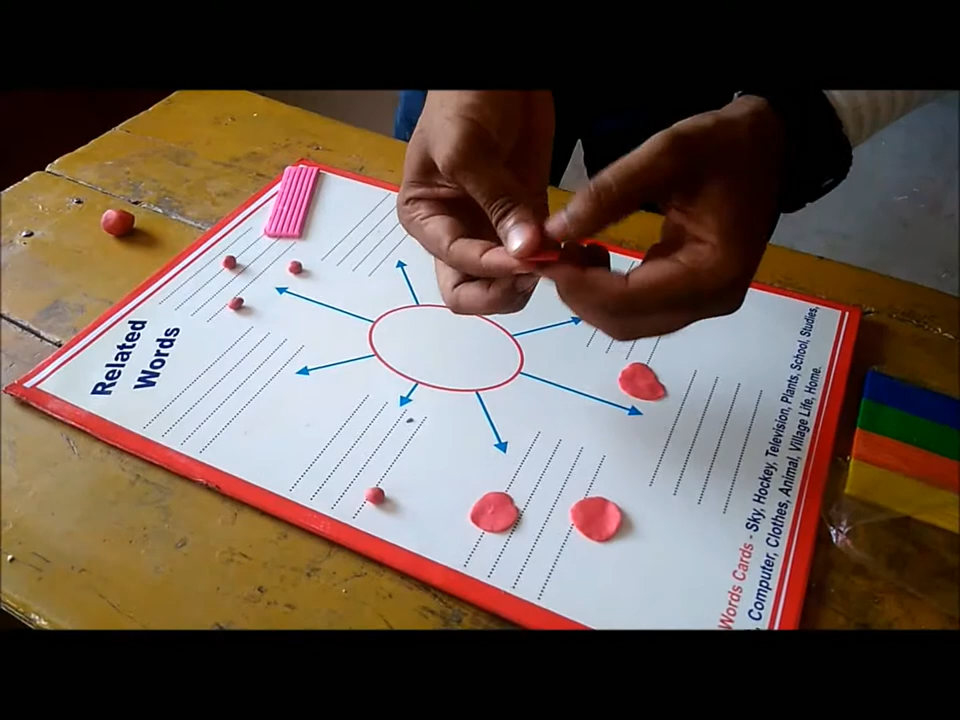 Related
Words
Words Cards - Sky, Hockey, Television, Plants, School, Studies,
Computer, Clothes, Animal, Village Life, Home.